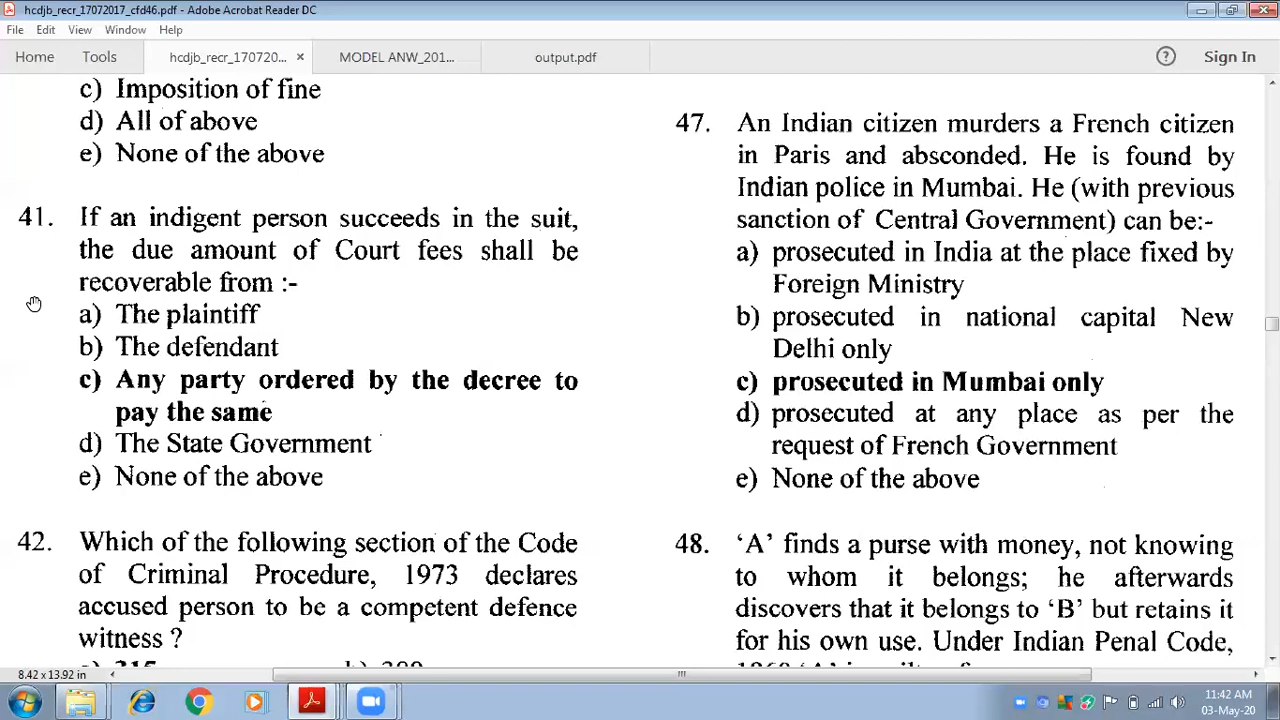 hcdjb_recr_17072017_cfd46.pdf - Adobe Acrobat Reader DC
File Edit View Window Help
Home Tools hcdjb_recr_170720... × MODEL ANW_201... output.pdf ? Sign In
c) Imposition of fine
d) All of above
e) None of the above
41. If an indigent person succeeds in the suit,
the due amount of Court fees shall be
recoverable from :-
a) The plaintiff
b) The defendant
c) Any party ordered by the decree to
pay the same
d) The State Government
e) None of the above
42. Which of the following section of the Code
of Criminal Procedure, 1973 declares
accused person to be a competent defence
witness ?
47. An Indian citizen murders a French citizen
in Paris and absconded. He is found by
Indian police in Mumbai. He (with previous
sanction of Central Government) can be:-
a) prosecuted in India at the place fixed by
Foreign Ministry
b) prosecuted in national capital New
Delhi only
c) prosecuted in Mumbai only
d) prosecuted at any place as per the
request of French Government
e) None of the above
48. ‘A’ finds a purse with money, not knowing
to whom it belongs; he afterwards
discovers that it belongs to ‘B’ but retains it
for his own use. Under Indian Penal Code,
8.42 x 13.92 in
11:42 AM
03-May-20